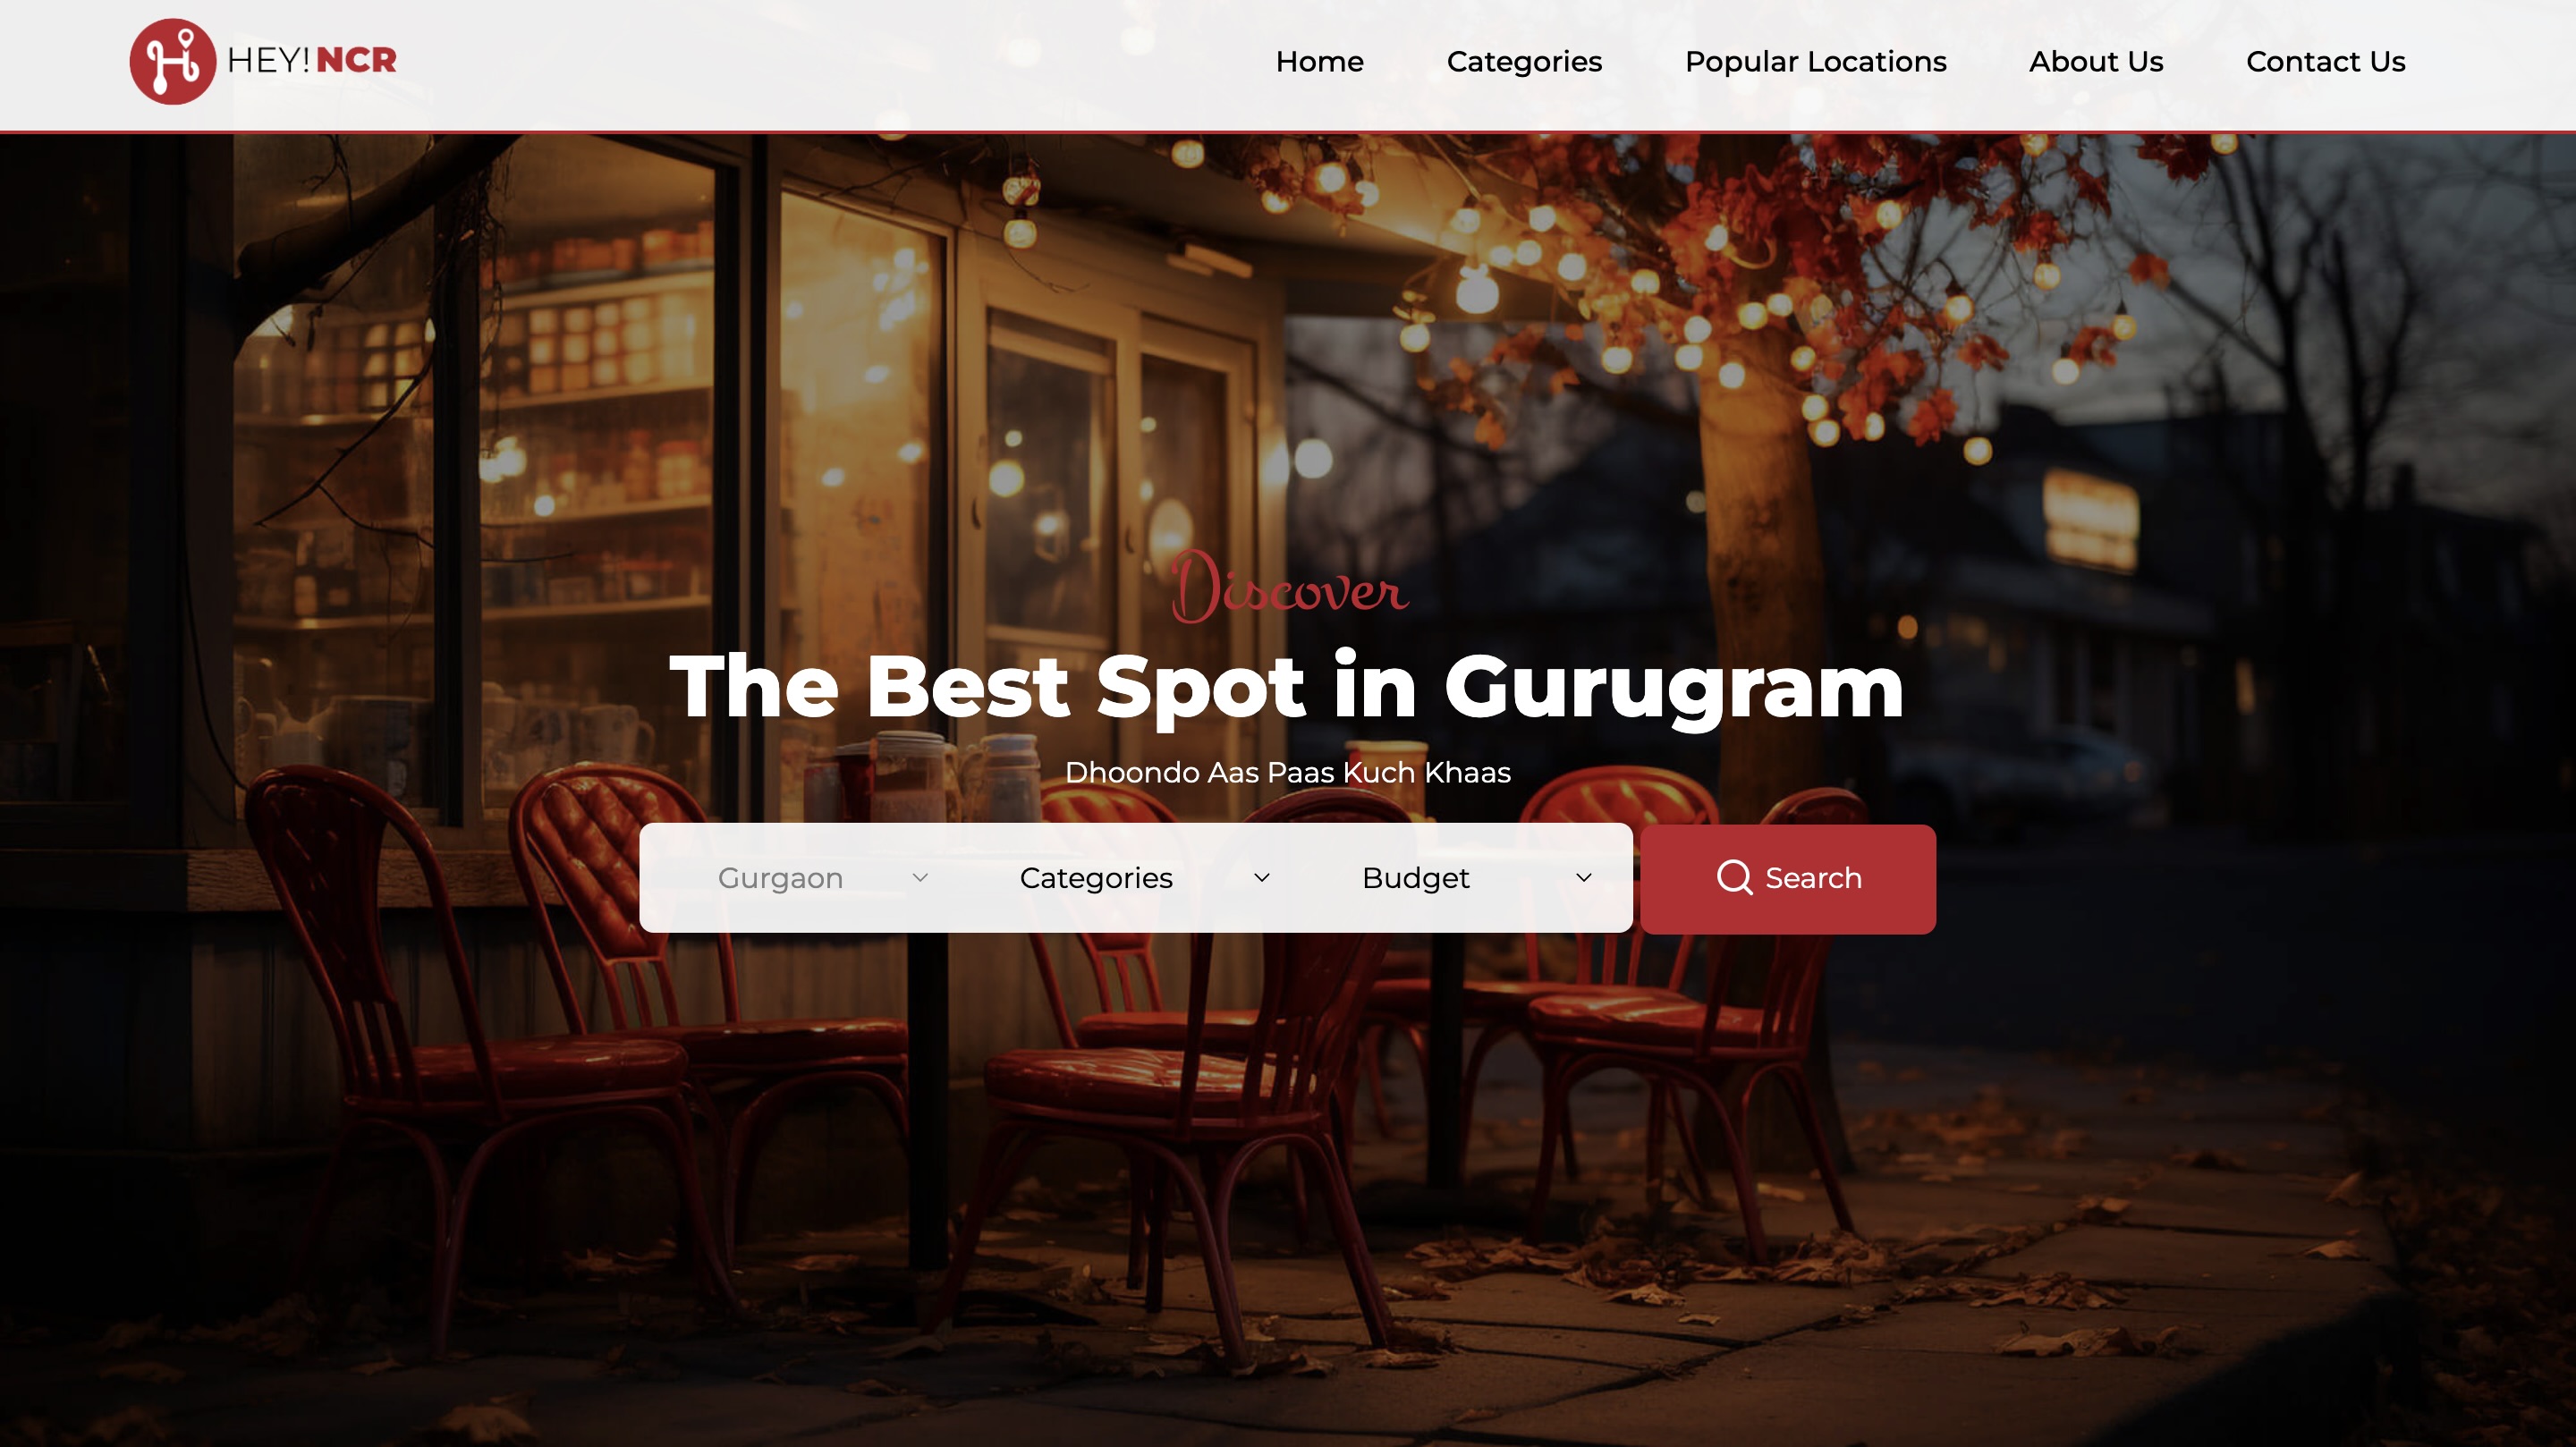 HEY! NCR
Home Categories Popular Locations About Us Contact Us
Discover
The Best Spot in Gurugram
Dhoondo Aas Paas Kuch Khaas
Gurgaon Categories Budget Search